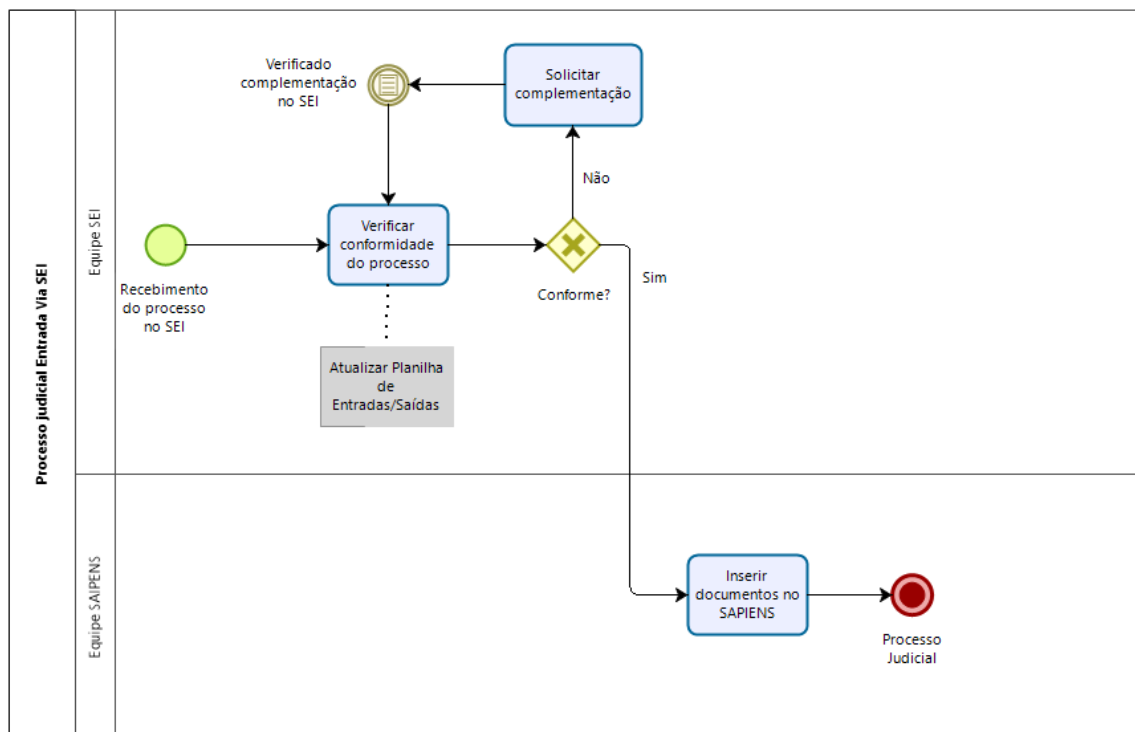 Processo judicial Entrada Via SEI
Equipe SEI
Verificado
complementação
no SEI
Solicitar
complementação
Não
Verificar
conformidade
do processo
Recebimento
do processo
no SEI
Conforme?
Sim
Atualizar Planilha
de
Entradas/Saídas
Equipe SAIPENS
Inserir
documentos no
SAPIENS
Processo
Judicial